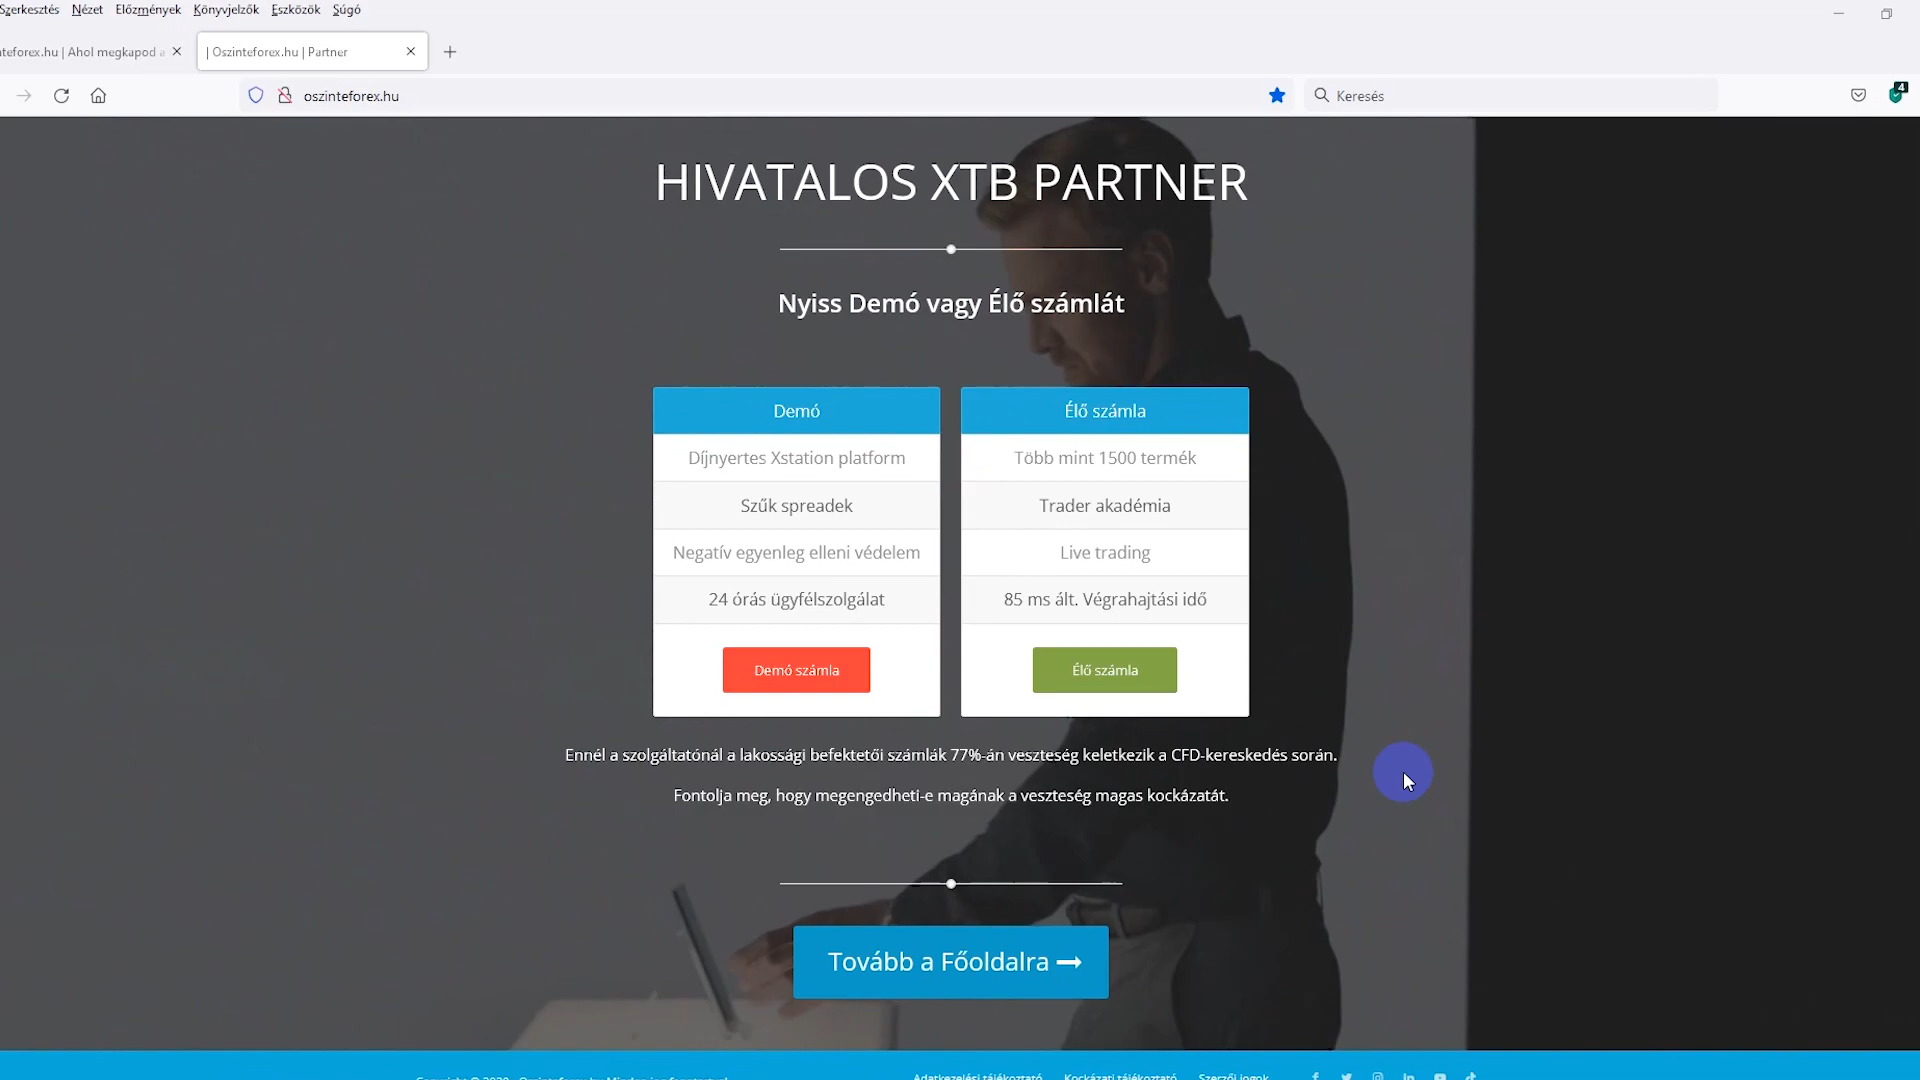 Szerkesztés Nézet Előzmények Könyvjelzők Eszközök Súgó
nteforex.hu | Ahol megkapod a
| Oszinteforex.hu | Partner
oszinteforex.hu
Keresés
4
HIVATALOS XTB PARTNER
Nyiss Demó vagy Élő számlát
Demó
Díjnyertes Xstation platform
Szűk spreadek
Negatív egyenleg elleni védelem
24 órás ügyfélszolgálat
Demó számla
Élő számla
Több mint 1500 termék
Trader akadémia
Live trading
85 ms ált. Végrahajtási idő
Élő számla
Ennél a szolgáltatónál a lakossági befektetői számlák 77%-án veszteség keletkezik a CFD-kereskedés során.
Fontolja meg, hogy megengedheti-e magának a veszteség magas kockázatát.
Tovább a Főoldalra
Adatkezelési tájékoztató Kockázati tájékoztató Szerzői jogok